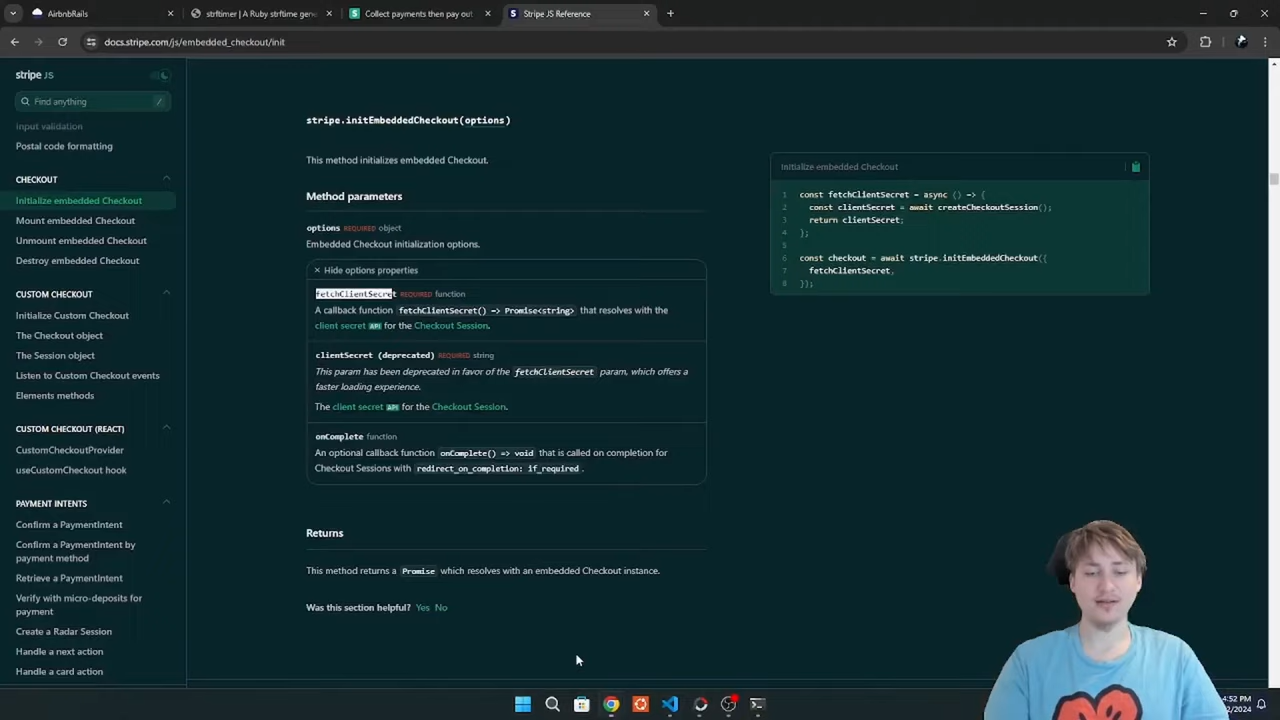 AirbnbRails
strftimer | A Ruby strftime gener
Collect payments then pay out
Stripe JS Reference
docs.stripe.com/js/embedded_checkout/init
stripe JS
Find anything
/
Input validation
Postal code formatting
CHECKOUT
Initialize embedded Checkout
Mount embedded Checkout
Unmount embedded Checkout
Destroy embedded Checkout
CUSTOM CHECKOUT
Initialize Custom Checkout
The Checkout object
The Session object
Listen to Custom Checkout events
Elements methods
CUSTOM CHECKOUT (REACT)
CustomCheckoutProvider
useCustomCheckout hook
PAYMENT INTENTS
Confirm a PaymentIntent
Confirm a PaymentIntent by
payment method
Retrieve a PaymentIntent
Verify with micro-deposits for
payment
Create a Radar Session
Handle a next action
Handle a card action
stripe.initEmbeddedCheckout(options)
This method initializes embedded Checkout.
Method parameters
options REQUIRED object
Embedded Checkout initialization options.
Hide options properties
fetchClientSecret REQUIRED function
A callback function fetchClientSecret() => Promise<string> that resolves with the
client secret API for the Checkout Session.
clientSecret (deprecated) REQUIRED string
This param has been deprecated in favor of the fetchClientSecret param, which offers a
faster loading experience.
The client secret API for the Checkout Session.
onComplete function
An optional callback function onComplete() => void that is called on completion for
Checkout Sessions with redirect_on_completion: if_required.
Returns
This method returns a Promise which resolves with an embedded Checkout instance.
Was this section helpful? Yes No
Initialize embedded Checkout
1 const fetchClientSecret = async () => {
2 const clientSecret = await createCheckoutSession();
3 return clientSecret;
4 };
5
6 const checkout = await stripe.initEmbeddedCheckout({
7 fetchClientSecret,
8 });